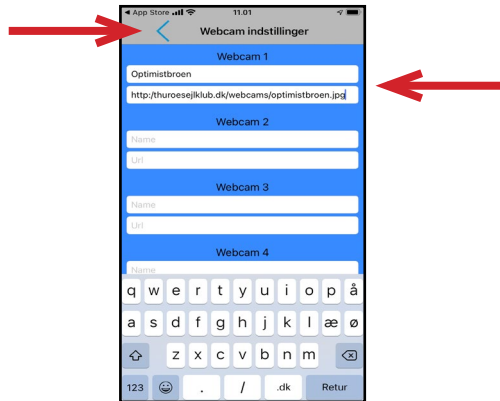 App Store 11.01
Webcam indstillinger
Webcam 1
Optimistbroen
http:/thuroesejlklub.dk/webcams/optimistbroen.jpg
Webcam 2
Name
Url
Webcam 3
Name
Url
Webcam 4
Name
q w e r t y u i o p å
a s d f g h j k l æ ø
z x c v b n m
123 . / .dk Retur